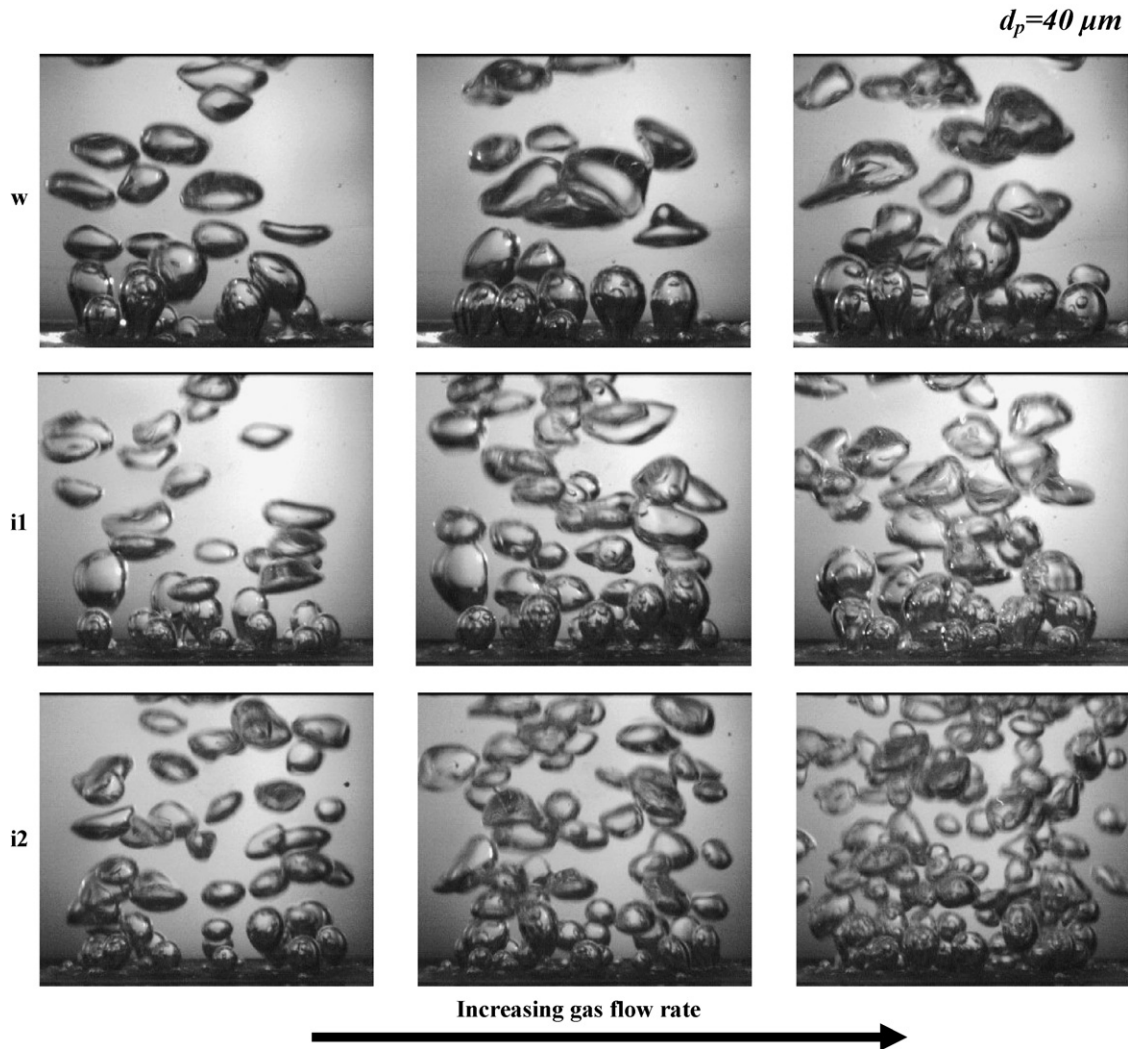 d_p=40 μm
w
i1
i2
Increasing gas flow rate